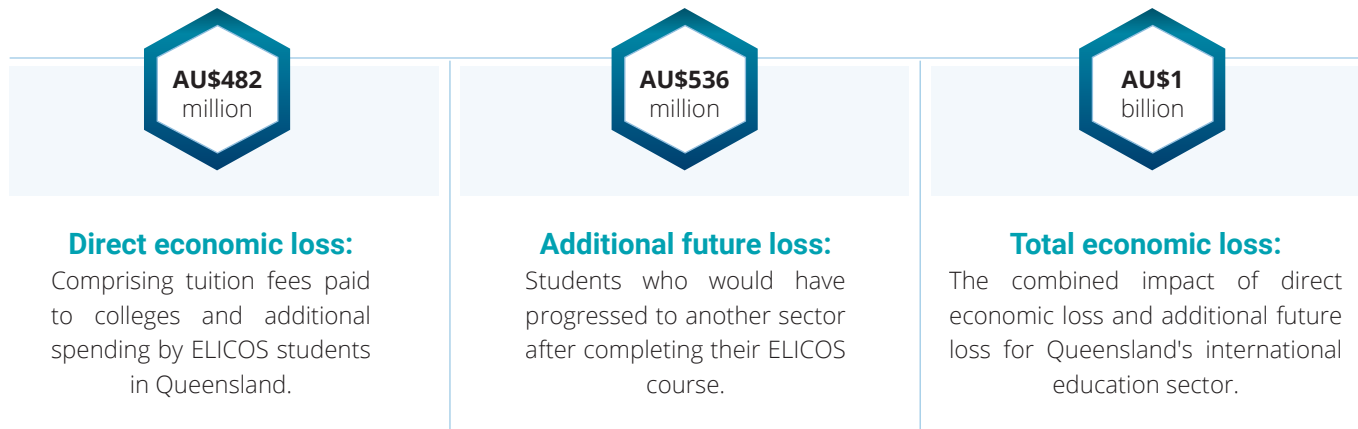 AU$482
million
Direct economic loss:
Comprising tuition fees paid
to colleges and additional
spending by ELICOS students
in Queensland.
AU$536
million
Additional future loss:
Students who would have
progressed to another sector
after completing their ELICOS
course.
AU$1
billion
Total economic loss:
The combined impact of direct
economic loss and additional future
loss for Queensland's international
education sector.